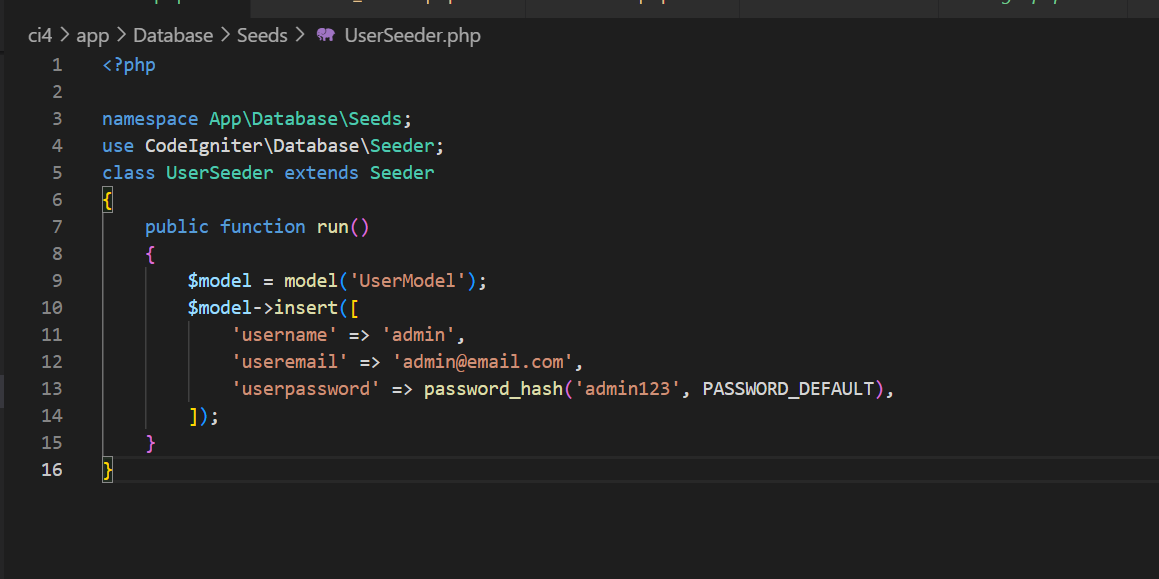 ci4 > app > Database > Seeds > UserSeeder.php
1 <?php
2
3 namespace App\Database\Seeds;
4 use CodeIgniter\Database\Seeder;
5 class UserSeeder extends Seeder
6 {
7     public function run()
8     {
9         $model = model('UserModel');
10         $model->insert([
11             'username' => 'admin',
12             'useremail' => 'admin@email.com',
13             'userpassword' => password_hash('admin123', PASSWORD_DEFAULT),
14         ]);
15     }
16 }